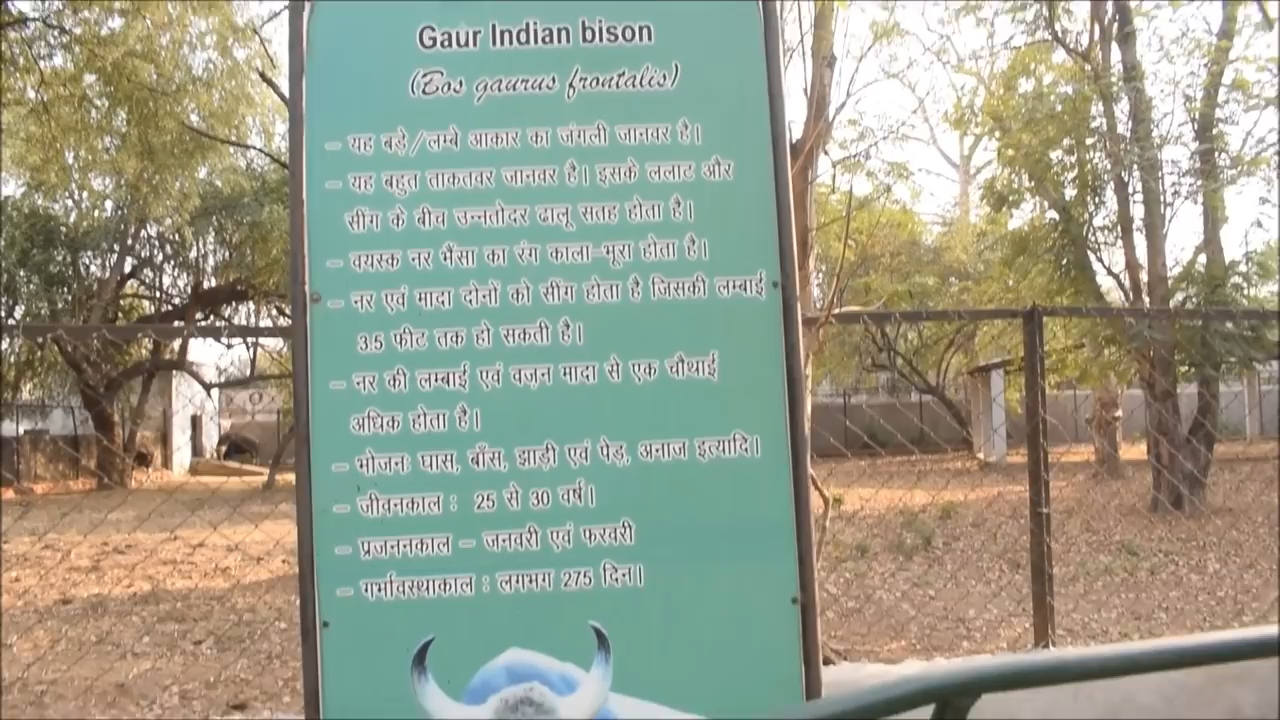 Gaur Indian bison
(Bos gaurus frontalis)
- यह बड़े/लम्बे आकार का जंगली जानवर है।
- यह बहुत ताकतवर जानवर है। इसके ललाट और
सींग के बीच उन्नतोदर ढालू सतह होता है।
- वयस्क नर भैंसा का रंग काला-भूरा होता है।
- नर एवं मादा दोनों को सींग होता है जिसकी लम्बाई
3.5 फीट तक हो सकती है।
- नर की लम्बाई एवं वज़न मादा से एक चौथाई
अधिक होता है।
- भोजनः घास, बाँस, झाड़ी एवं पेड़, अनाज इत्यादि।
- जीवनकाल : 25 से 30 वर्ष।
- प्रजननकाल - जनवरी एवं फरवरी
- गर्भावस्थाकाल : लगभग 275 दिन।